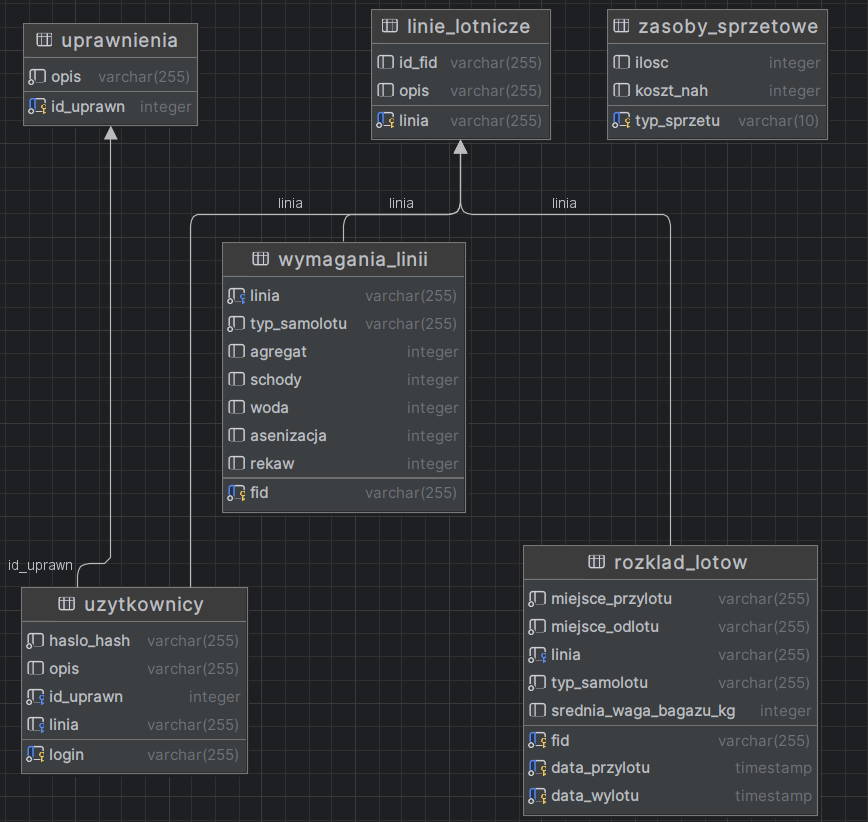 uprawnienia
opis varchar(255)
id_uprawn integer
linie_lotnicze
id_fid varchar(255)
opis varchar(255)
linia varchar(255)
zasoby_sprzetowe
ilosc integer
koszt_nah integer
typ_sprzetu varchar(10)
linia
linia
linia
wymagania_linii
linia varchar(255)
typ_samolotu varchar(255)
agregat integer
schody integer
woda integer
asenizacja integer
rekaw integer
fid varchar(255)
id_uprawn
uzytkownicy
haslo_hash varchar(255)
opis varchar(255)
id_uprawn integer
linia varchar(255)
login varchar(255)
rozklad_lotow
miejsce_przylotu varchar(255)
miejsce_odlotu varchar(255)
linia varchar(255)
typ_samolotu varchar(255)
srednia_waga_bagazu_kg integer
fid varchar(255)
data_przylotu timestamp
data_wylotu timestamp